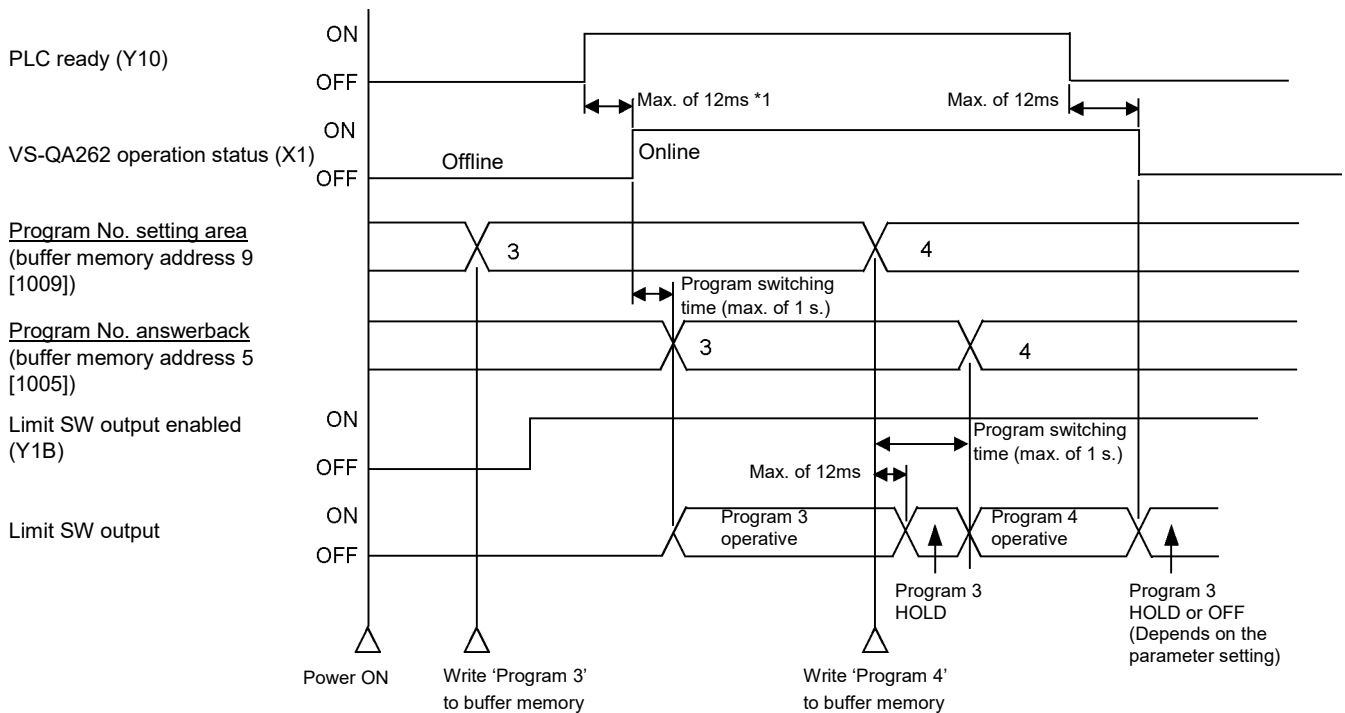 ON
PLC ready (Y10)
OFF
Max. of 12ms *1
Max. of 12ms
ON
VS-QA262 operation status (X1)
Offline
Online
OFF
Program No. setting area
(buffer memory address 9
[1009])
3
4
Program switching
time (max. of 1 s.)
Program No. answerback
(buffer memory address 5
[1005])
3
4
Limit SW output enabled
(Y1B)
ON
OFF
Program switching
time (max. of 1 s.)
Max. of 12ms
Limit SW output
ON
OFF
Program 3
operative
Program 4
operative
Program 3
HOLD
Program 3
HOLD or OFF
(Depends on the
parameter setting)
Power ON
Write ‘Program 3’
to buffer memory
Write ‘Program 4’
to buffer memory